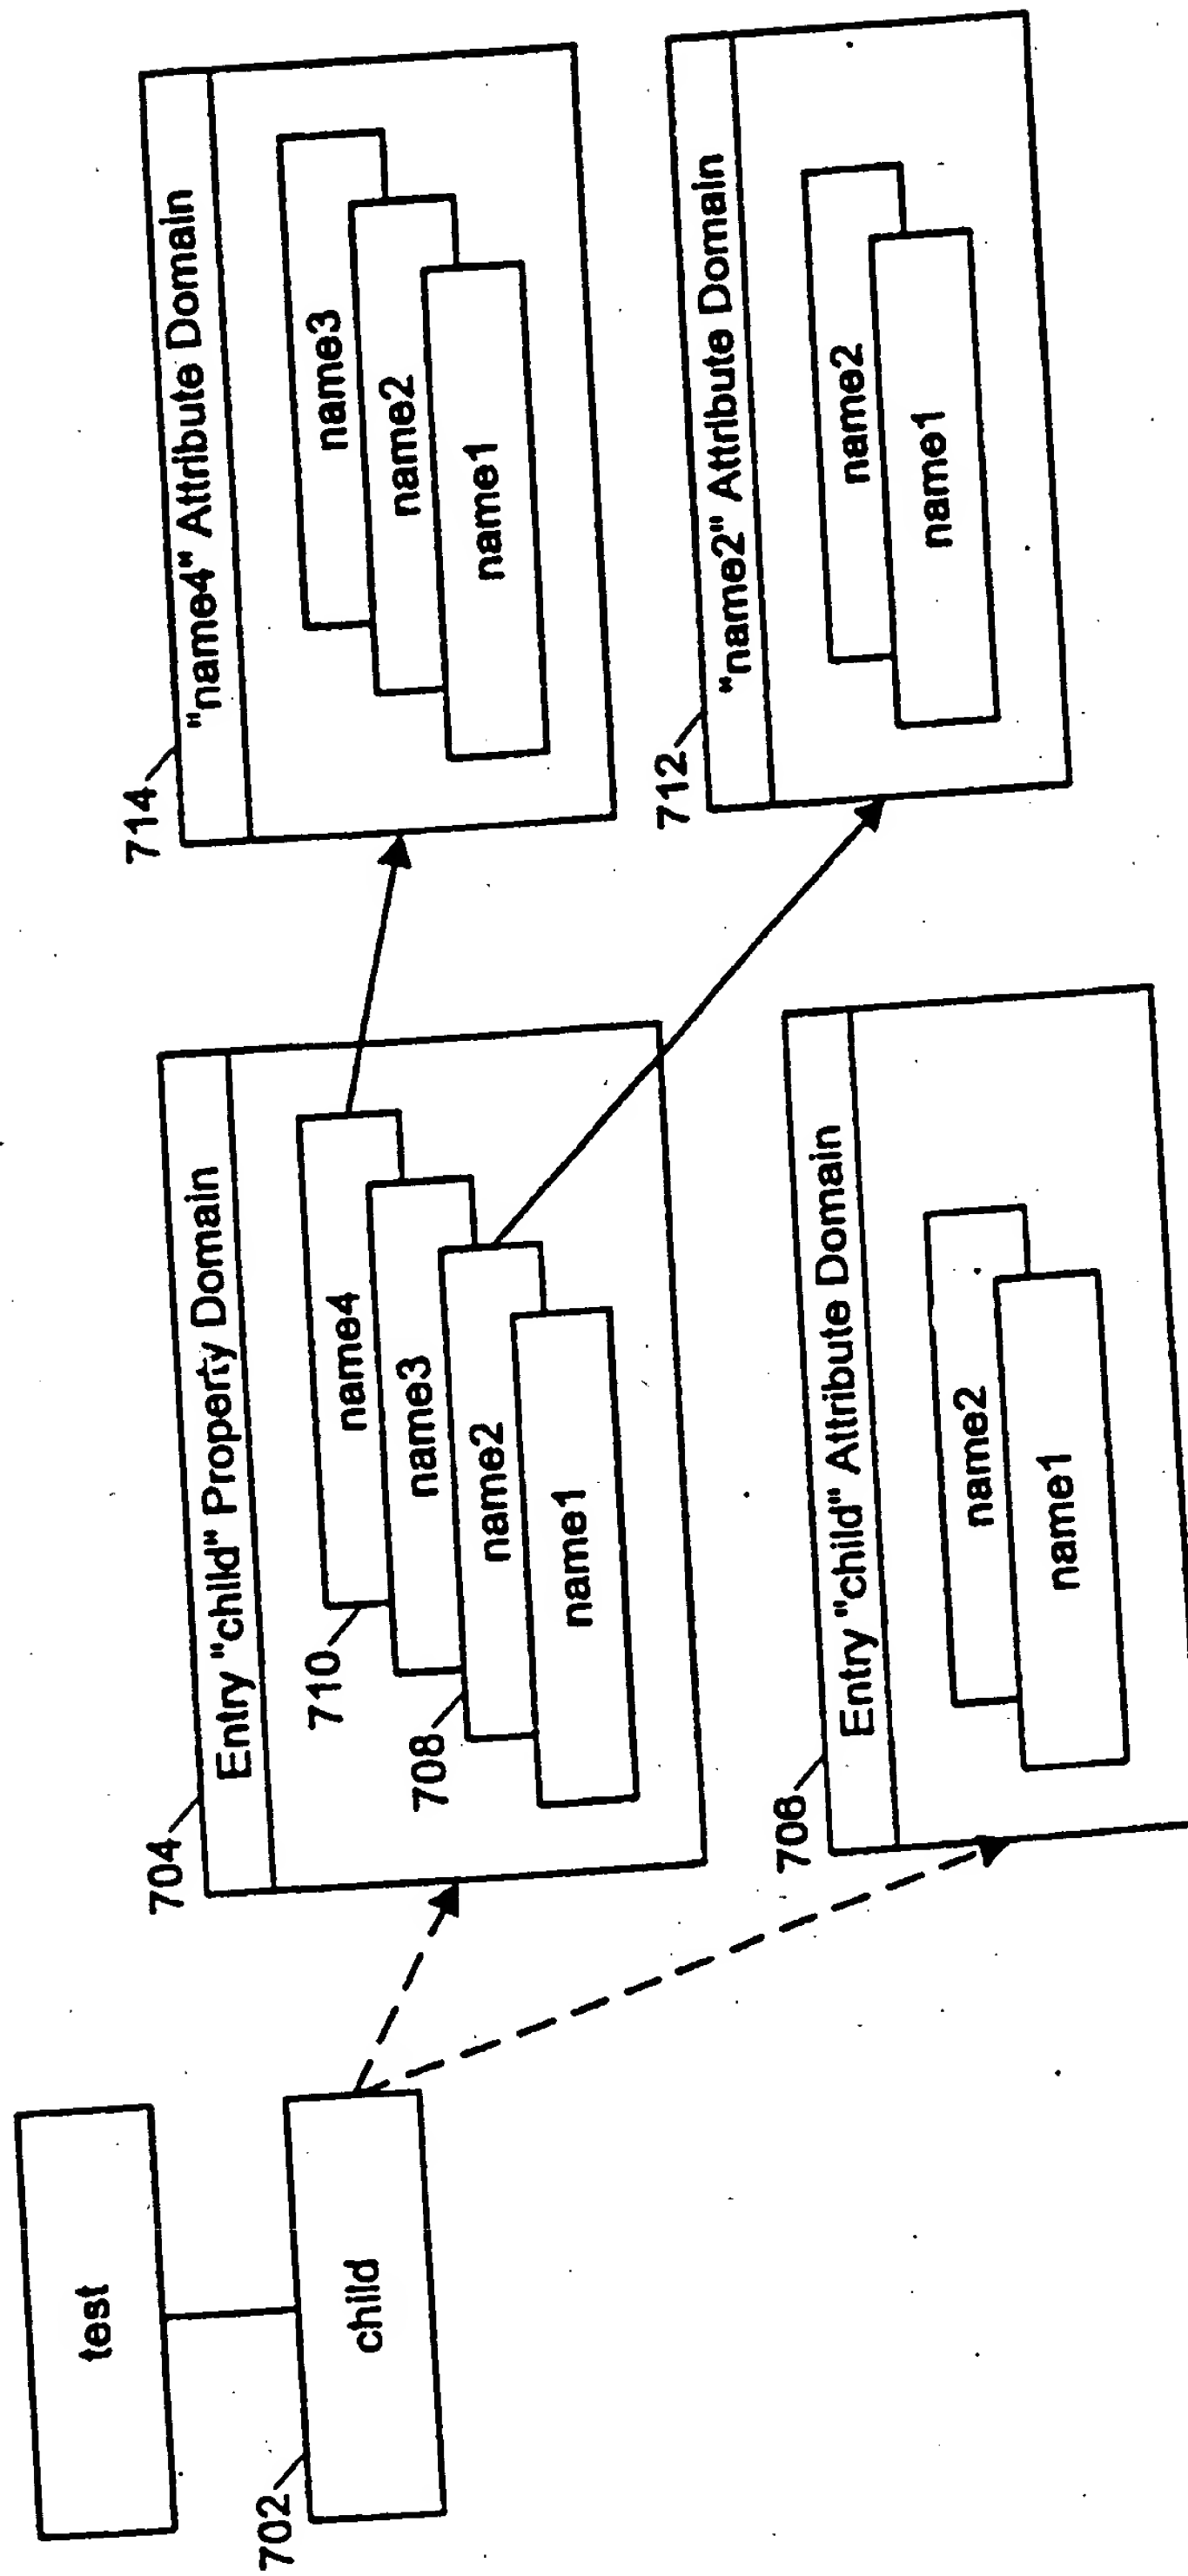 test
702
child
704
Entry "child" Property Domain
710
name4
name3
708
name2
name1
706
Entry "child" Attribute Domain
name2
name1
714
"name4" Attribute Domain
name3
name2
name1
712
"name2" Attribute Domain
name2
name1